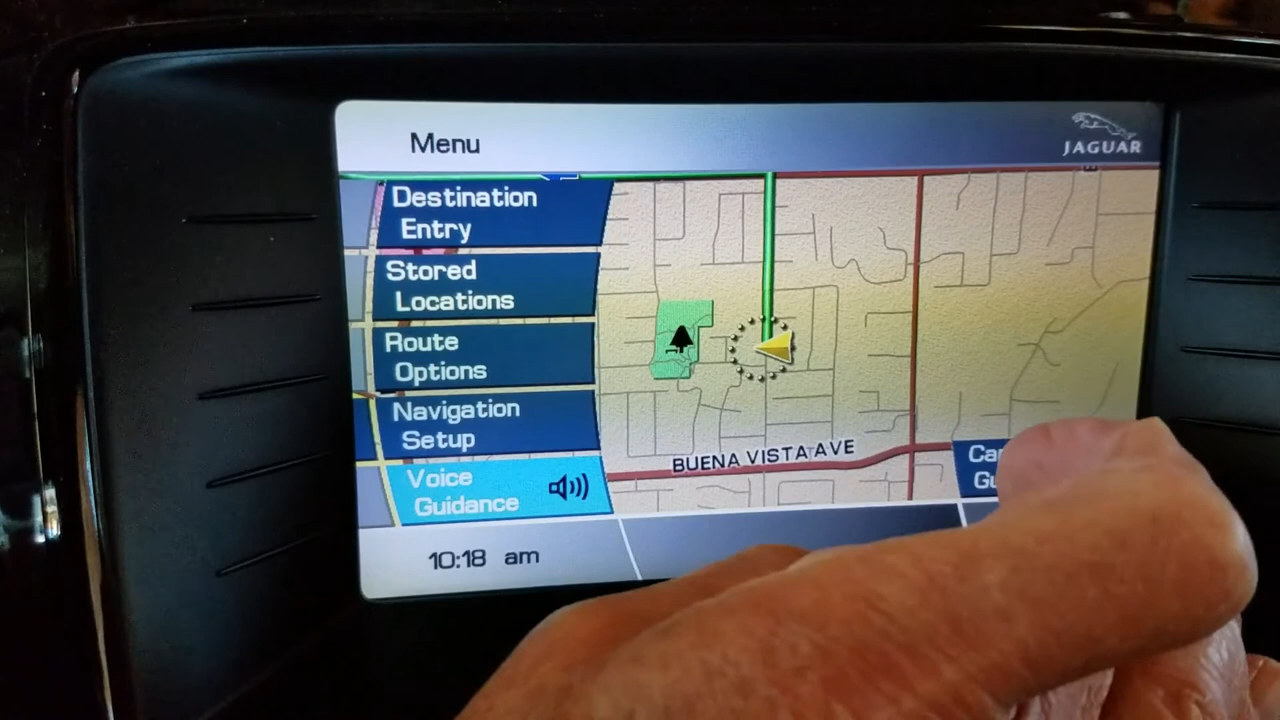 Menu
JAGUAR
Destination
Entry
Stored
Locations
Route
Options
Navigation
Setup
Voice
Guidance
BUENA VISTA AVE
10:18 am